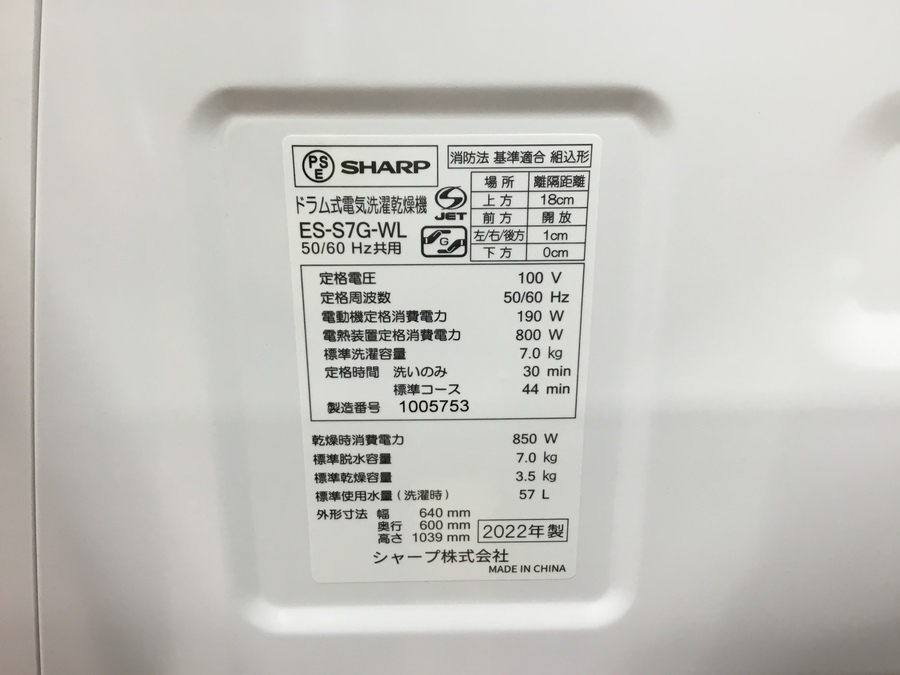 PSE SHARP
消防法 基準適合 組込形
場所 離隔距離
上方 18cm
前方 開放
左/右/後方 1cm
下方 0cm
ドラム式電気洗濯乾燥機
S JET
ES-S7G-WL
50/60 Hz共用
G
定格電圧 100 V
定格周波数 50/60 Hz
電動機定格消費電力 190 W
電熱装置定格消費電力 800 W
標準洗濯容量 7.0 kg
定格時間 洗いのみ 30 min
標準コース 44 min
製造番号 1005753
乾燥時消費電力 850 W
標準脱水容量 7.0 kg
標準乾燥容量 3.5 kg
標準使用水量(洗濯時) 57 L
外形寸法 幅 640 mm
奥行 600 mm
高さ 1039 mm
2022年製
シャープ株式会社
MADE IN CHINA